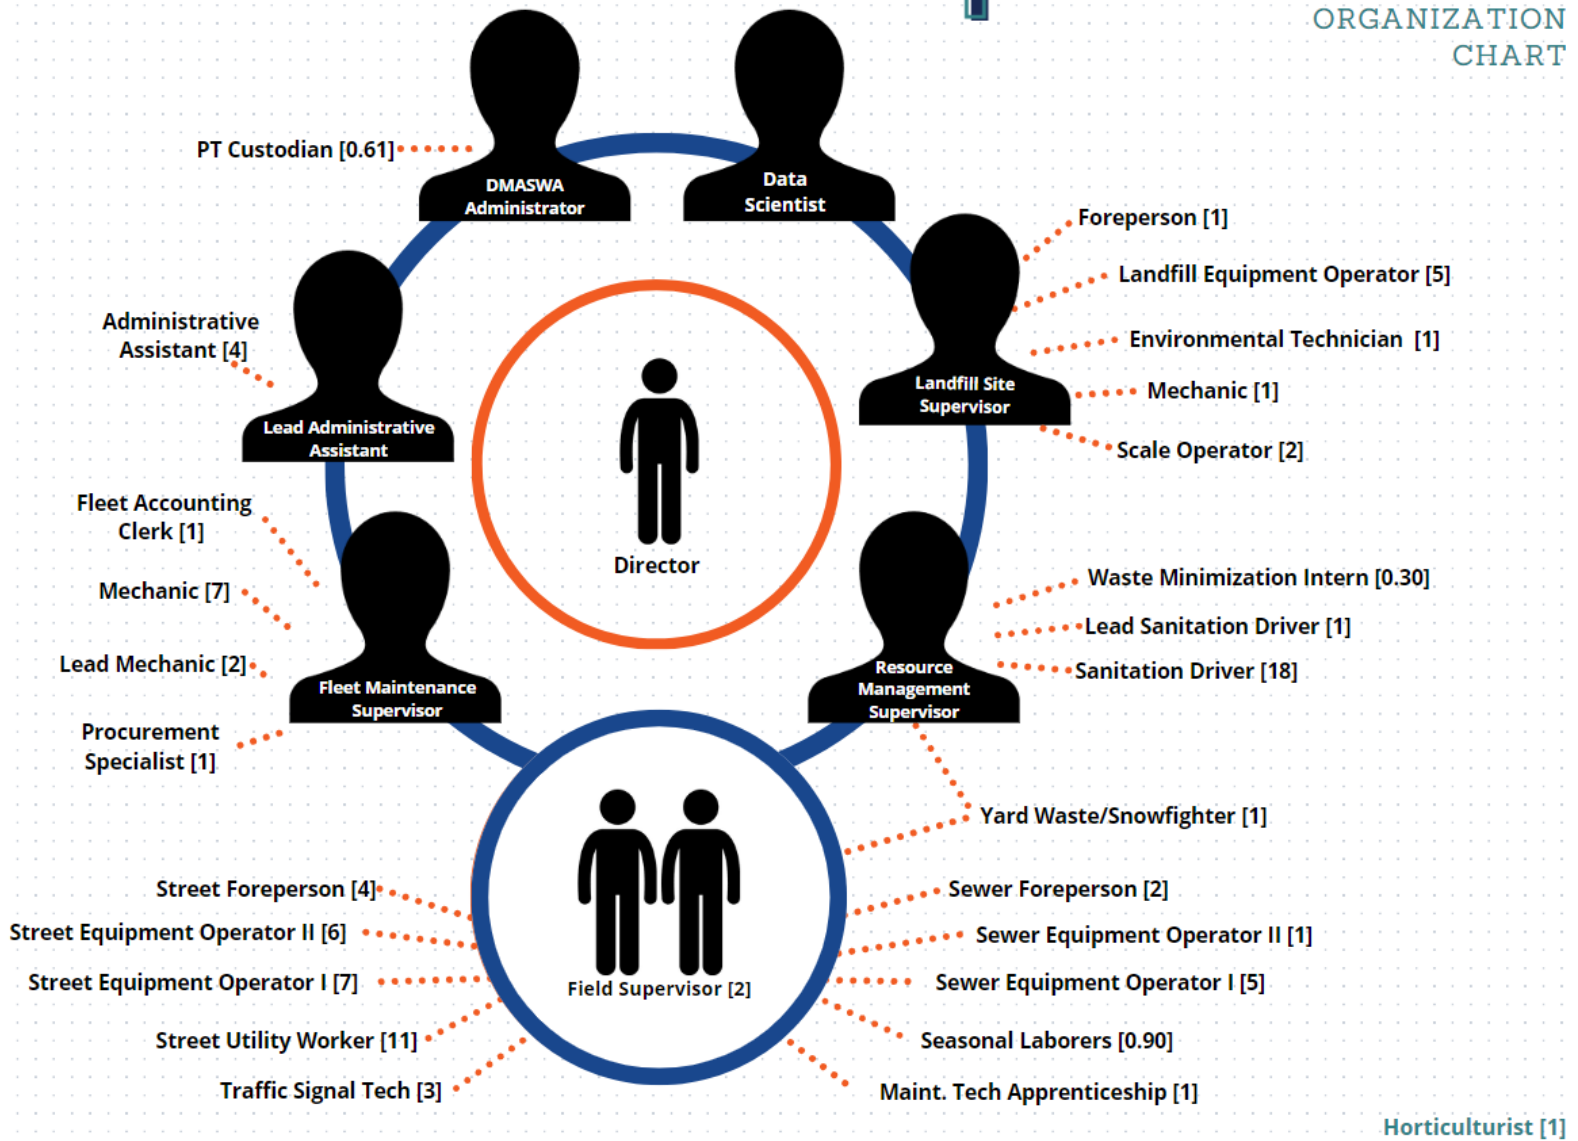 ORGANIZATION
CHART
PT Custodian [0.61]
DMASWA
Administrator
Data
Scientist
Foreperson [1]
Landfill Equipment Operator [5]
Environmental Technician [1]
Mechanic [1]
Scale Operator [2]
Landfill Site
Supervisor
Administrative
Assistant [4]
Lead Administrative
Assistant
Director
Fleet Accounting
Clerk [1]
Mechanic [7]
Lead Mechanic [2]
Procurement
Specialist [1]
Fleet Maintenance
Supervisor
Resource
Management
Supervisor
Waste Minimization Intern [0.30]
Lead Sanitation Driver [1]
Sanitation Driver [18]
Yard Waste/Snowfighter [1]
Street Foreperson [4]
Street Equipment Operator II [6]
Street Equipment Operator I [7]
Street Utility Worker [11]
Traffic Signal Tech [3]
Field Supervisor [2]
Sewer Foreperson [2]
Sewer Equipment Operator II [1]
Sewer Equipment Operator I [5]
Seasonal Laborers [0.90]
Maint. Tech Apprenticeship [1]
Horticulturist [1]